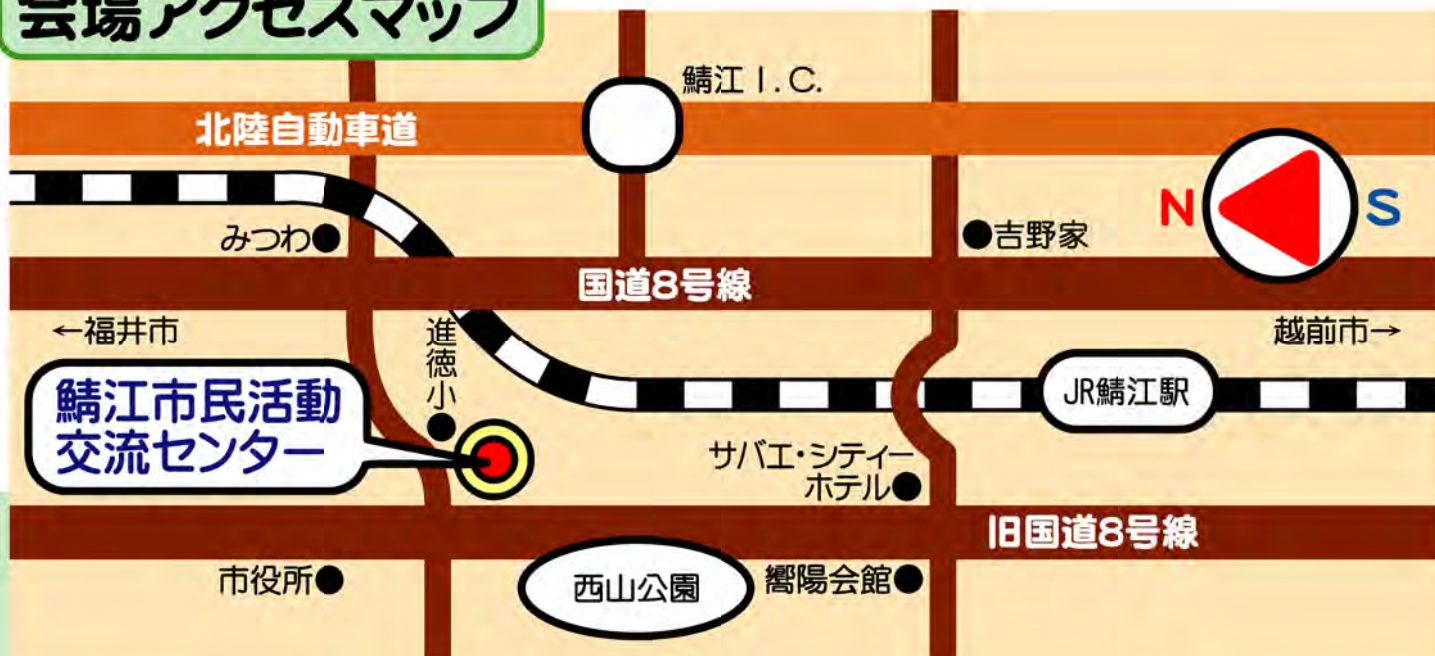 会場アクセスマップ
鯖江I.C.
北陸自動車道
N
S
みつわ
吉野家
国道8号線
←福井市
進徳小
越前市→
鯖江市民活動
交流センター
JR鯖江駅
サバエ・シティー
ホテル
旧国道8号線
市役所
西山公園
嚮陽会館